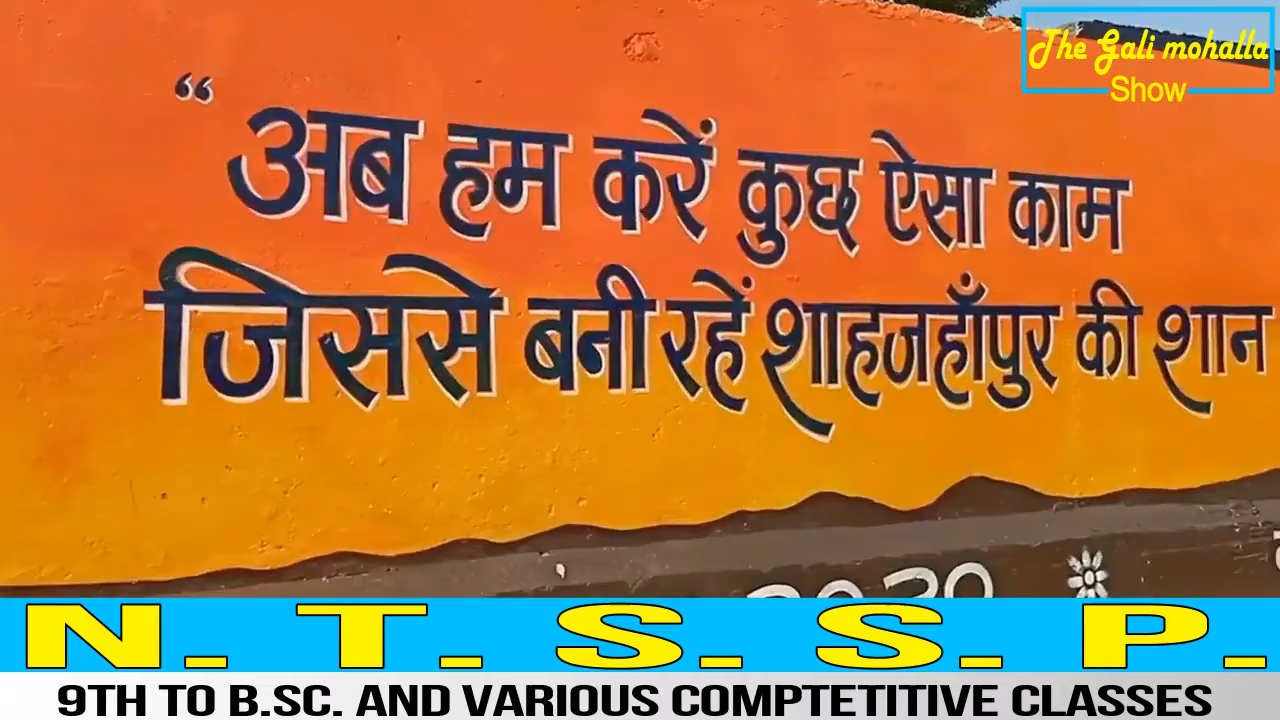 The Gali mohalla
Show
“ अब हम करें कुछ ऐसा काम
जिससे बनी रहें शाहजहाँपुर की शान
N. T. S. S. P.
9TH TO B.SC. AND VARIOUS COMPTETITIVE CLASSES